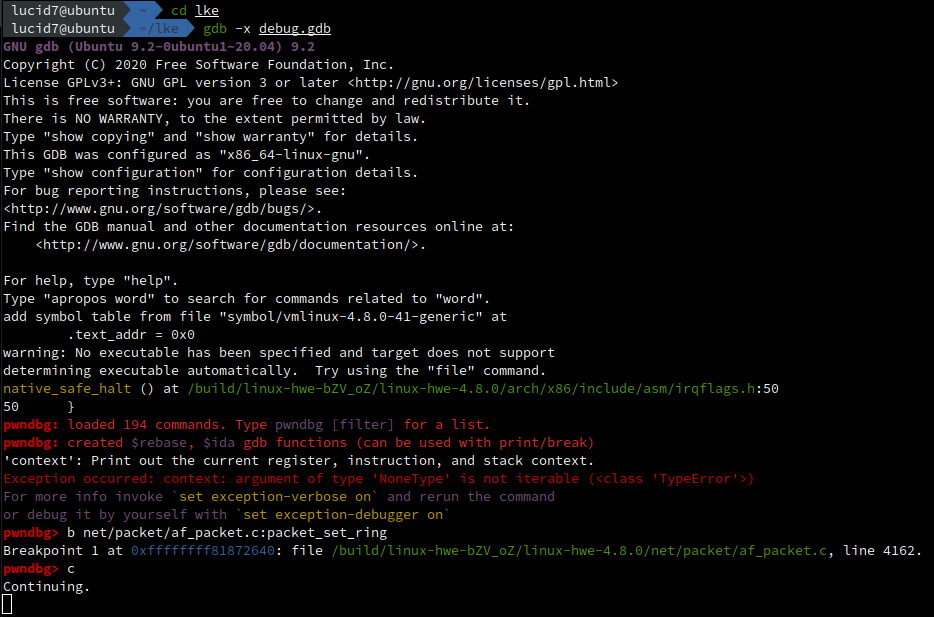 lucid7@ubuntu ~ cd lke
lucid7@ubuntu ~/lke gdb -x debug.gdb
GNU gdb (Ubuntu 9.2-0ubuntu1~20.04) 9.2
Copyright (C) 2020 Free Software Foundation, Inc.
License GPLv3+: GNU GPL version 3 or later <http://gnu.org/licenses/gpl.html>
This is free software: you are free to change and redistribute it.
There is NO WARRANTY, to the extent permitted by law.
Type "show copying" and "show warranty" for details.
This GDB was configured as "x86_64-linux-gnu".
Type "show configuration" for configuration details.
For bug reporting instructions, please see:
<http://www.gnu.org/software/gdb/bugs/>.
Find the GDB manual and other documentation resources online at:
    <http://www.gnu.org/software/gdb/documentation/>.

For help, type "help".
Type "apropos word" to search for commands related to "word".
add symbol table from file "symbol/vmlinux-4.8.0-41-generic" at
        .text_addr = 0x0
warning: No executable has been specified and target does not support
determining executable automatically.  Try using the "file" command.
native_safe_halt () at /build/linux-hwe-bZV_oZ/linux-hwe-4.8.0/arch/x86/include/asm/irqflags.h:50
50      }
pwndbg: loaded 194 commands. Type pwndbg [filter] for a list.
pwndbg: created $rebase, $ida gdb functions (can be used with print/break)
'context': Print out the current register, instruction, and stack context.
Exception occurred: context: argument of type 'NoneType' is not iterable (<class 'TypeError'>)
For more info invoke `set exception-verbose on` and rerun the command
or debug it by yourself with `set exception-debugger on`
pwndbg> b net/packet/af_packet.c:packet_set_ring
Breakpoint 1 at 0xffffffff81872640: file /build/linux-hwe-bZV_oZ/linux-hwe-4.8.0/net/packet/af_packet.c, line 4162.
pwndbg> c
Continuing.